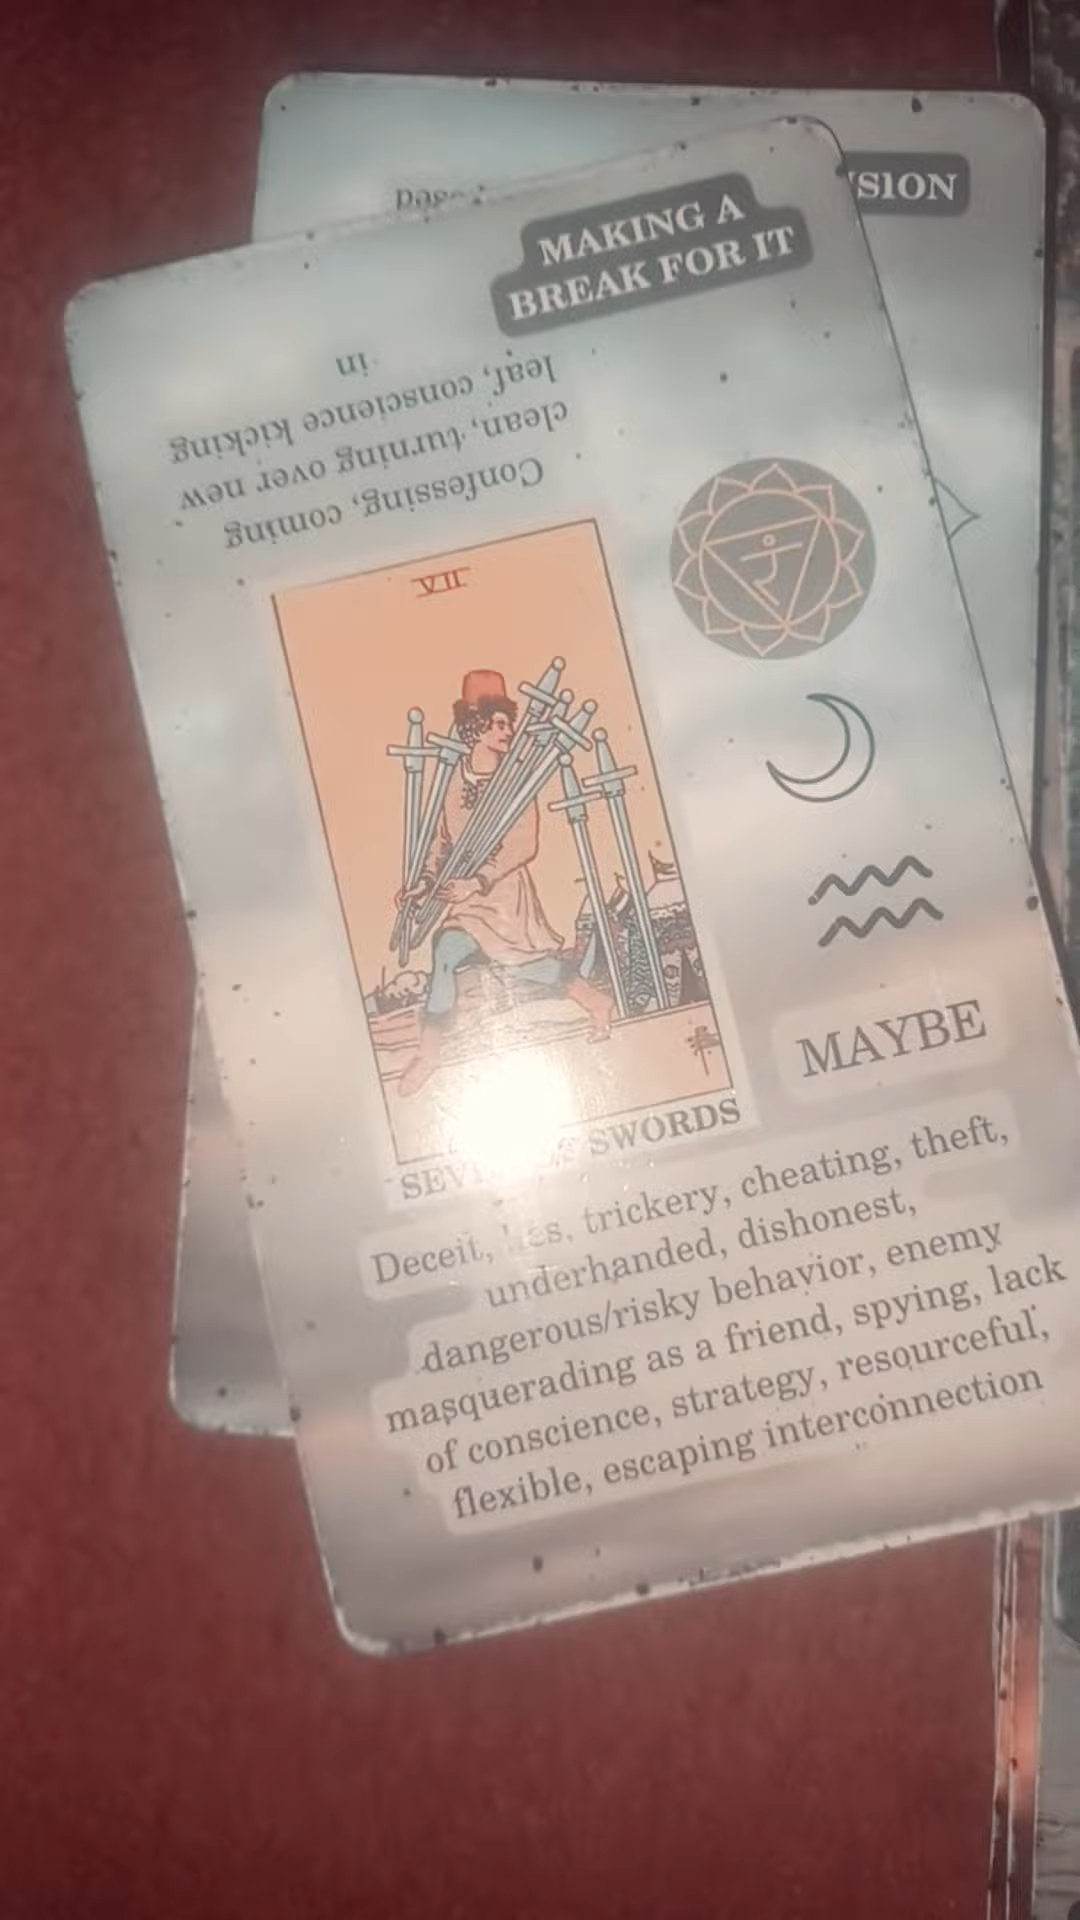 MAKING A
BREAK FOR IT
Confessing, coming
clean, turning over new
leaf, conscience kicking
in
VII
रं
MAYBE
SWORDS
Deceit, trickery, cheating, theft,
underhanded, dishonest,
dangerous/risky behavior, enemy
masquerading as a friend, spying, lack
of conscience, strategy, resourceful,
flexible, escaping interconnection